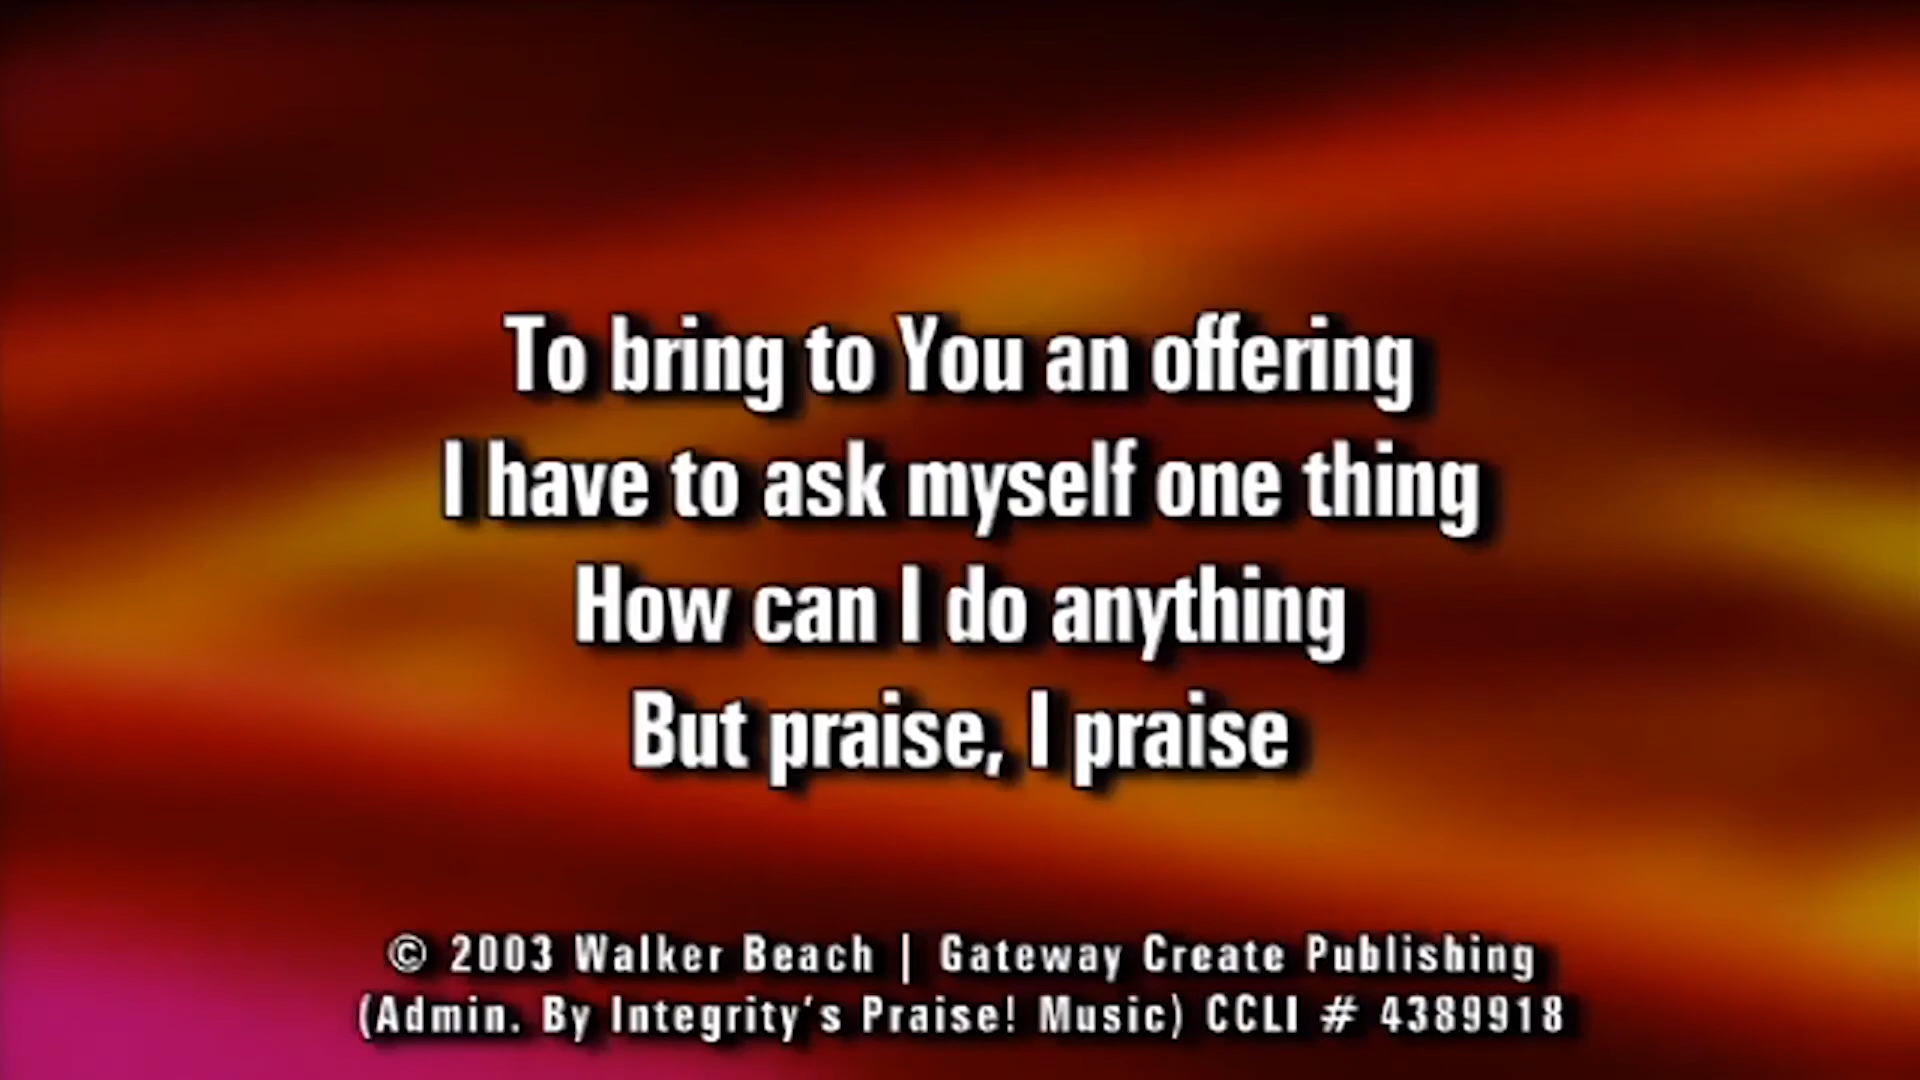 To bring to You an offering
I have to ask myself one thing
How can I do anything
But praise, I praise
© 2003 Walker Beach | Gateway Create Publishing
(Admin. By Integrity's Praise! Music) CCLI # 4389918